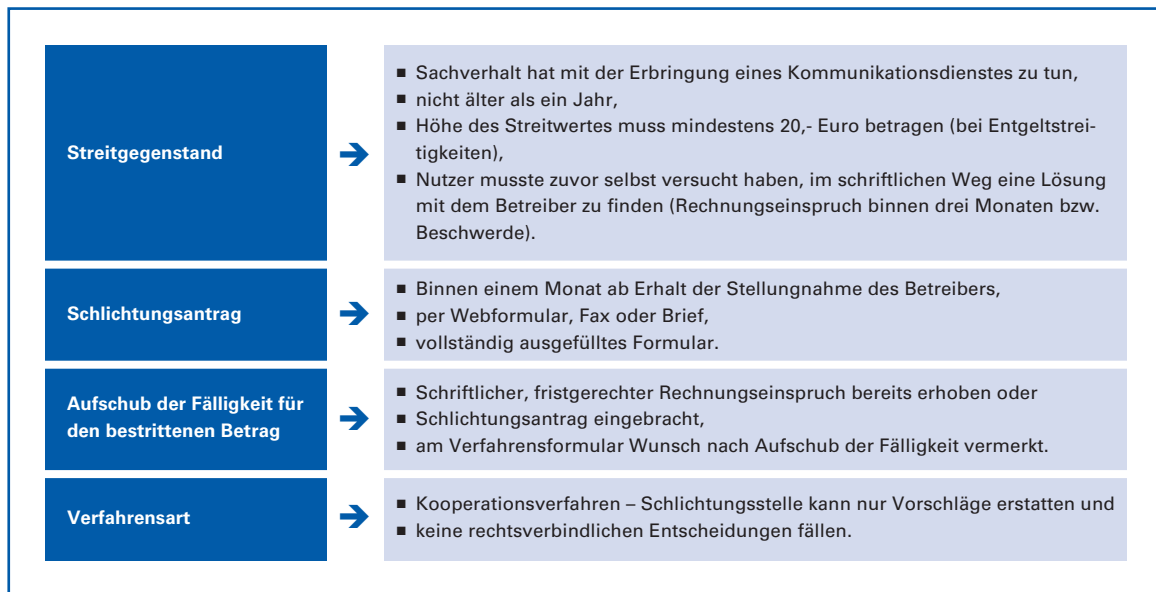 Streitgegenstand
■ Sachverhalt hat mit der Erbringung eines Kommunikationsdienstes zu tun,
■ nicht älter als ein Jahr,
■ Höhe des Streitwertes muss mindestens 20,- Euro betragen (bei Entgeltstrei-
tigkeiten),
■ Nutzer musste zuvor selbst versucht haben, im schriftlichen Weg eine Lösung
mit dem Betreiber zu finden (Rechnungseinspruch binnen drei Monaten bzw.
Beschwerde).
Schlichtungsantrag
■ Binnen einem Monat ab Erhalt der Stellungnahme des Betreibers,
■ per Webformular, Fax oder Brief,
■ vollständig ausgefülltes Formular.
Aufschub der Fälligkeit für
den bestrittenen Betrag
■ Schriftlicher, fristgerechter Rechnungseinspruch bereits erhoben oder
■ Schlichtungsantrag eingebracht,
■ am Verfahrensformular Wunsch nach Aufschub der Fälligkeit vermerkt.
Verfahrensart
■ Kooperationsverfahren – Schlichtungsstelle kann nur Vorschläge erstatten und
■ keine rechtsverbindlichen Entscheidungen fällen.